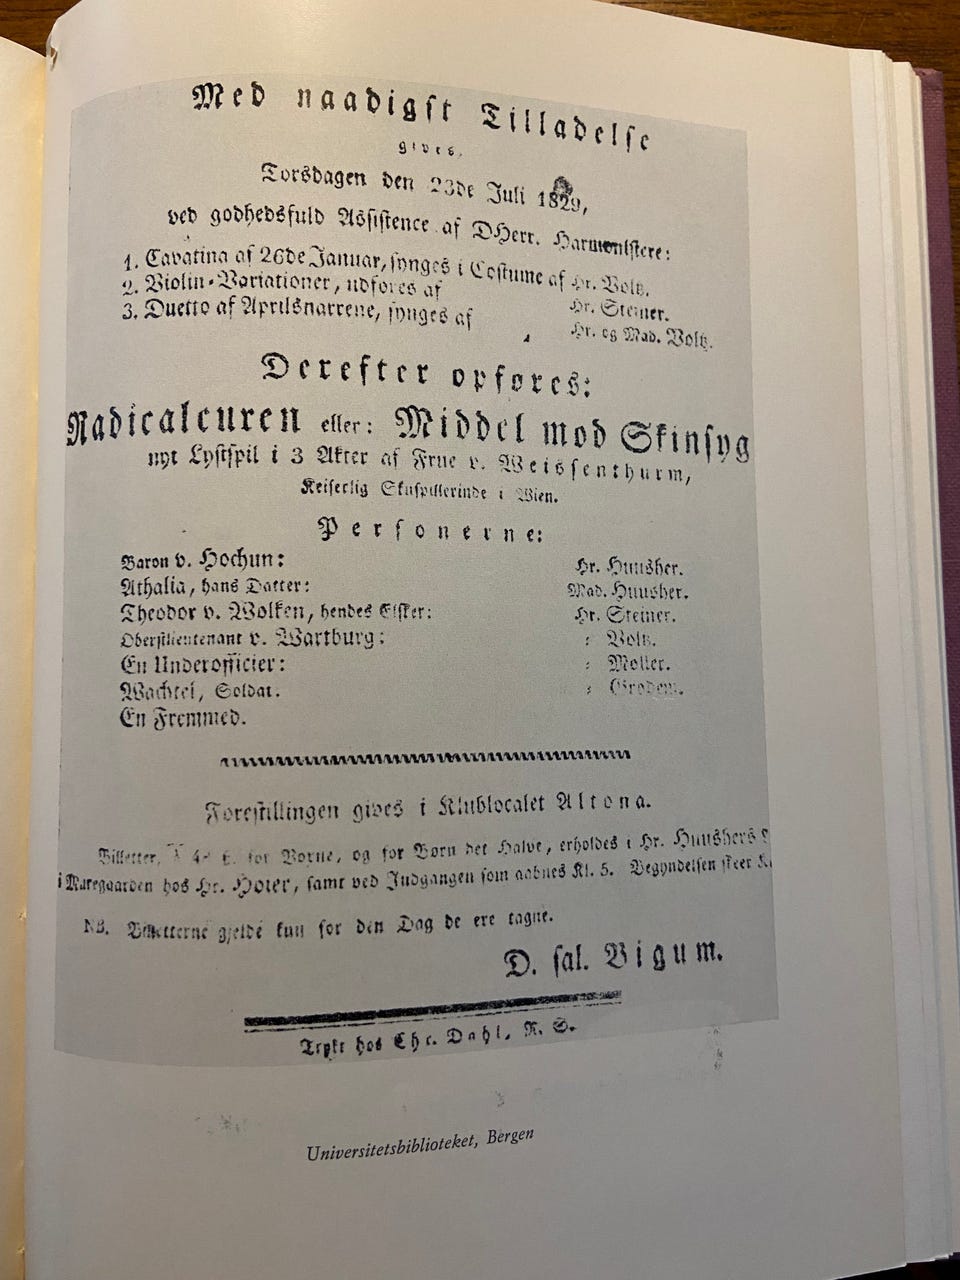 Med naadigst Tilladelse
gives,
Torsdagen den 23de Juli 1829,
ved godhedsfuld Assistence af DHerr. Harmonistere:
1. Cavatina af 26de Januar, synges i Costume af Hr. Voltz.
2. Violin-Variationer, udføres af Hr. Steiner.
3. Duetto af Aprilsnarrene, synges af Hr. og Mad. Voltz.
Derefter opføres:
Radicalcuren eller: Middel mod Skinsyg
nyt Lystspil i 3 Akter af Frue v. Weissenthurm,
Keiserlig Skuspillerinde i Wien.
Personerne:
Baron v. Hochun: Hr. Huusher.
Athalia, hans Datter: Mad. Huusher.
Theodor v. Wolken, hendes Elsker: Hr. Steiner.
Oberstlieutenant v. Wartburg: : Voltz.
En Underofficier: : Møller.
Wachtel, Soldat. : Grodem.
En Fremmed.
Forestillingen gives i Klublocalet Altona.
Billetter, for Voxne, og for Børn det Halve, erholdes i Hr. Huushers
i Muregaarden hos Hr. Høier, samt ved Indgangen som aabnes Kl. 5. Begyndelsen skeer Kl
NB. Billetterne gjelde kun for den Dag de ere tagne.
D. sal. Bigum.
Trykt hos Chr. Dahl, R. S.
Universitetsbiblioteket, Bergen